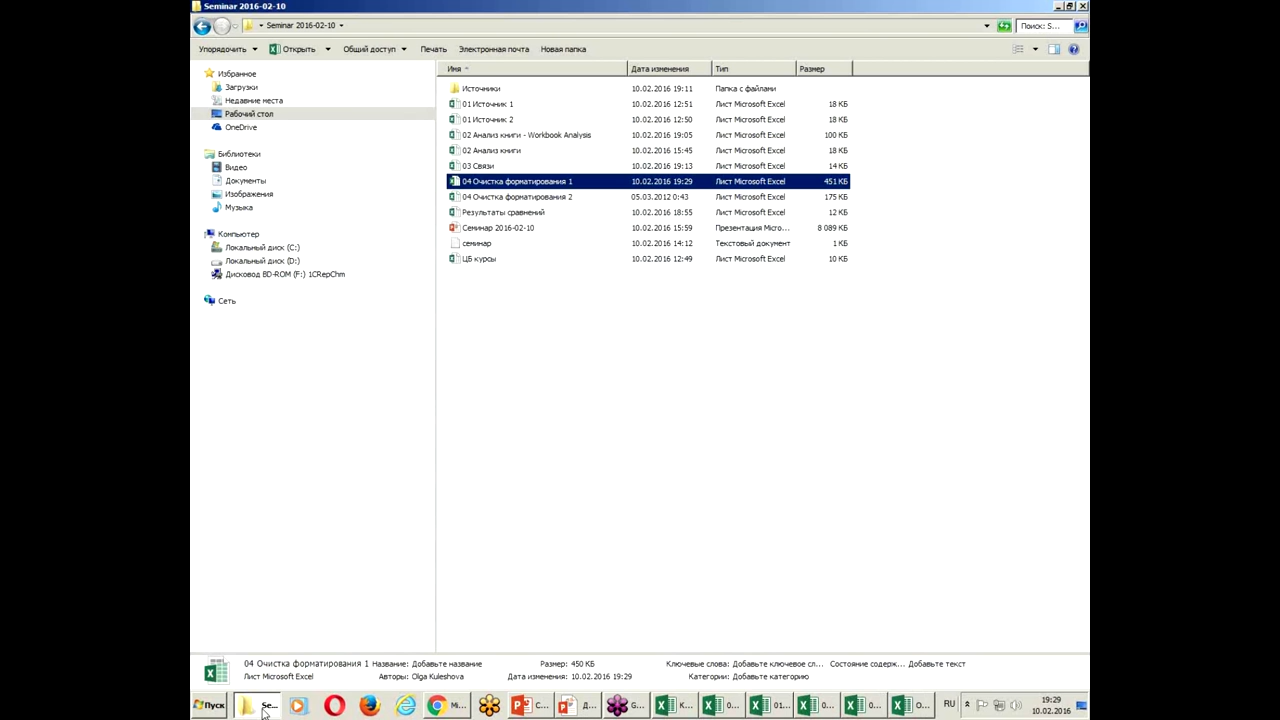 Seminar 2016-02-10
Seminar 2016-02-10
Поиск: S...
Упорядочить Открыть Общий доступ Печать Электронная почта Новая папка
Имя Дата изменения Тип Размер
Избранное
Загрузки
Недавние места
Рабочий стол
OneDrive
Библиотеки
Видео
Документы
Изображения
Музыка
Компьютер
Локальный диск (C:)
Локальный диск (D:)
Дисковод BD-ROM (F:) 1CRepChm
Сеть
Источники 10.02.2016 19:11 Папка с файлами
01 Источник 1 10.02.2016 12:51 Лист Microsoft Excel 18 КБ
01 Источник 2 10.02.2016 12:50 Лист Microsoft Excel 18 КБ
02 Анализ книги - Workbook Analysis 10.02.2016 19:05 Лист Microsoft Excel 100 КБ
02 Анализ книги 10.02.2016 15:45 Лист Microsoft Excel 18 КБ
03 Связи 10.02.2016 19:13 Лист Microsoft Excel 14 КБ
04 Очистка форматирования 1 10.02.2016 19:29 Лист Microsoft Excel 451 КБ
04 Очистка форматирования 2 05.03.2012 0:43 Лист Microsoft Excel 175 КБ
Результаты сравнений 10.02.2016 18:55 Лист Microsoft Excel 12 КБ
Семинар 2016-02-10 10.02.2016 15:59 Презентация Micro... 8 089 КБ
семинар 10.02.2016 14:12 Текстовый документ 1 КБ
ЦБ курсы 10.02.2016 12:49 Лист Microsoft Excel 10 КБ
04 Очистка форматирования 1 Название: Добавьте название Размер: 450 КБ Ключевые слова: Добавьте ключевое сл... Состояние содерж... Добавьте текст
Лист Microsoft Excel Авторы: Olga Kuleshova Дата изменения: 10.02.2016 19:29 Категории: Добавьте категорию
Пуск Se... Mi... С... Д... G... К... 0... 01... 0... 0... О... RU 19:29
10.02.2016